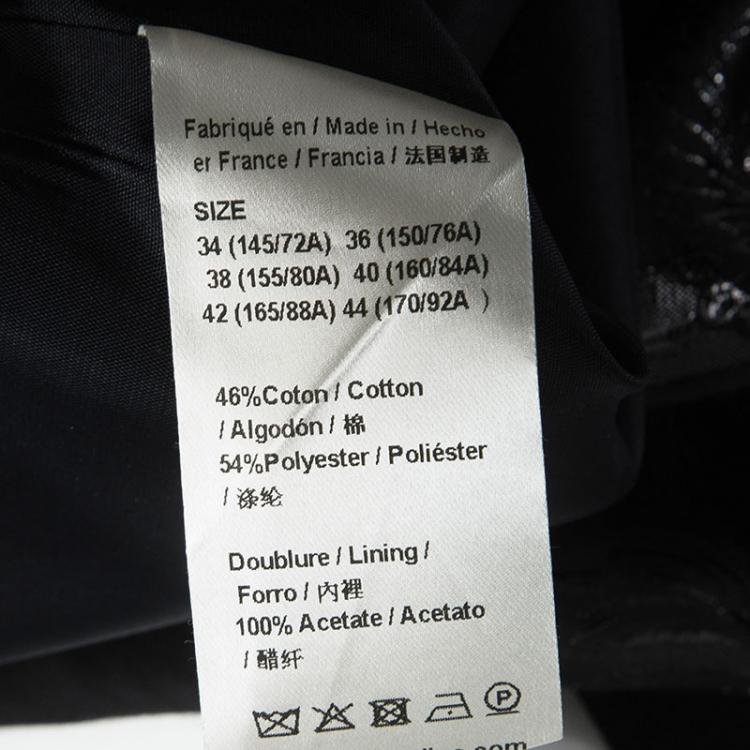 Fabriqué en / Made in / Hecho
er France / Francia / 法国制造
SIZE
34 (145/72A) 36 (150/76A)
38 (155/80A) 40 (160/84A)
42 (165/88A) 44 (170/92A )
46%Coton / Cotton
/ Algodón / 棉
54%Polyester / Poliéster
/ 涤纶
Doublure / Lining /
Forro / 內裡
100% Acetate / Acetato
/ 醋纤
P